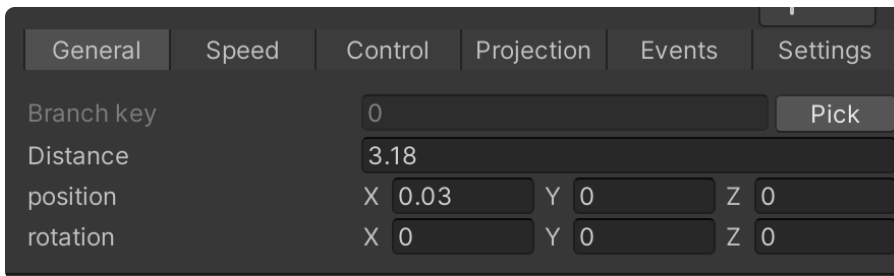 General Speed Control Projection Events Settings
Branch key 0 Pick
Distance 3.18
position X 0.03 Y 0 Z 0
rotation X 0 Y 0 Z 0